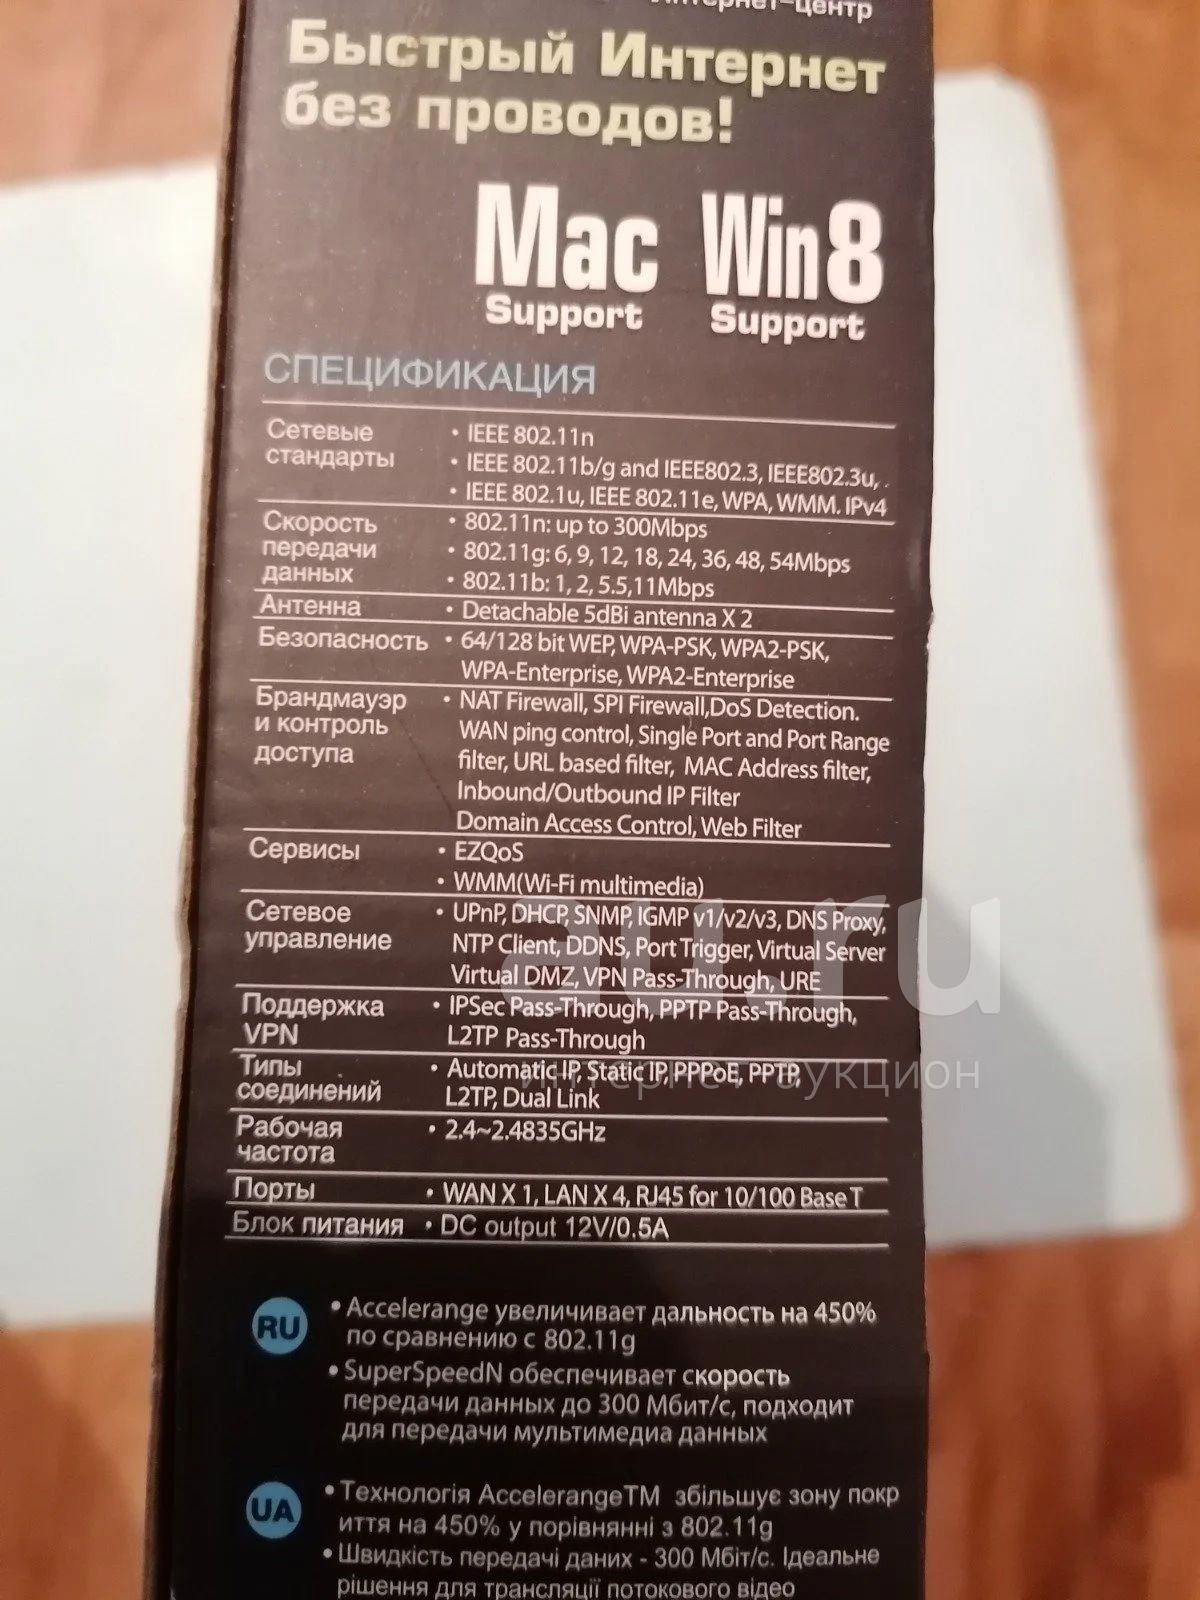 Интернет-центр
Быстрый Интернет
без проводов!
Mac Win8
Support Support
СПЕЦИФИКАЦИЯ
Сетевые • IEEE 802.11n
стандарты • IEEE 802.11b/g and IEEE802.3, IEEE802.3u, .
• IEEE 802.1u, IEEE 802.11e, WPA, WMM. IPv4
Скорость • 802.11n: up to 300Mbps
передачи • 802.11g: 6, 9, 12, 18, 24, 36, 48, 54Mbps
данных • 802.11b: 1, 2, 5.5,11Mbps
Антенна • Detachable 5dBi antenna X 2
Безопасность • 64/128 bit WEP, WPA-PSK, WPA2-PSK,
WPA-Enterprise, WPA2-Enterprise
Брандмауэр • NAT Firewall, SPI Firewall,DoS Detection.
и контроль WAN ping control, Single Port and Port Range
доступа filter, URL based filter, MAC Address filter,
Inbound/Outbound IP Filter
Domain Access Control, Web Filter
Сервисы • EZQoS
• WMM(Wi-Fi multimedia)
Сетевое • UPnP, DHCP, SNMP, IGMP v1/v2/v3, DNS Proxy,
управление NTP Client, DDNS, Port Trigger, Virtual Server
Virtual DMZ, VPN Pass-Through, URE
Поддержка • IPSec Pass-Through, PPTP Pass-Through,
VPN L2TP Pass-Through
Типы • Automatic IP, Static IP, PPPoE, PPTP,
соединений L2TP, Dual Link
Рабочая • 2.4~2.4835GHz
частота
Порты • WAN X 1, LAN X 4, RJ45 for 10/100 Base T
Блок питания • DC output 12V/0.5A
au.ru
интернет-аукцион
RU • Accelerange увеличивает дальность на 450%
по сравнению с 802.11g
• SuperSpeedN обеспечивает скорость
передачи данных до 300 Мбит/с, подходит
для передачи мультимедиа данных
UA • Технологія AccelerangeTM збільшує зону покр
иття на 450% у порівнянні з 802.11g
• Швидкість передачі даних - 300 Мбіт/с. Ідеальне
рішення для трансляції потокового відео